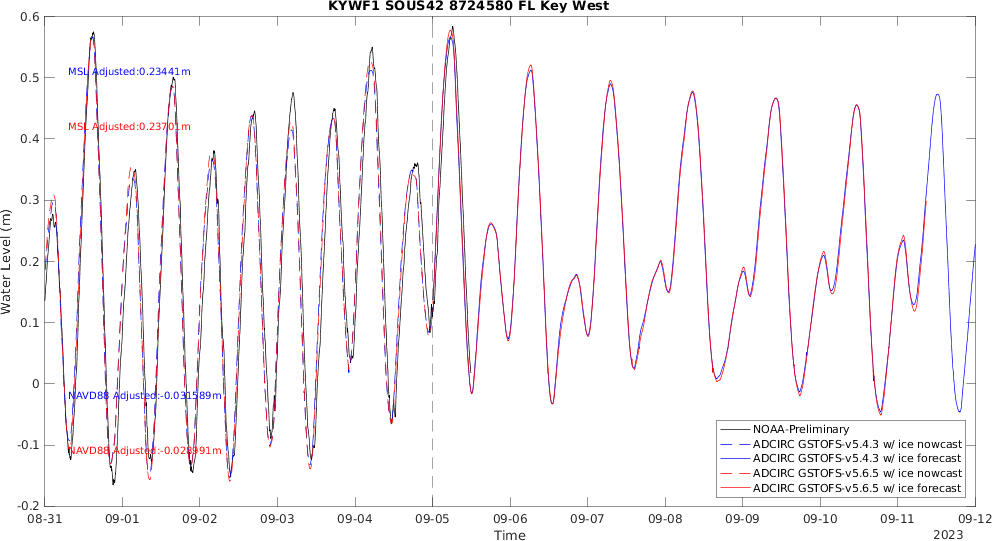 KYWF1 SOUS42 8724580 FL Key West
0.6
0.5
0.4
0.3
0.2
0.1
0
-0.1
-0.2
Water Level (m)
MSL Adjusted:0.23441m
MSL Adjusted:0.23701m
NAVD88 Adjusted:-0.031589m
NAVD88 Adjusted:-0.028991m
NOAA-Preliminary
ADCIRC GSTOFS-v5.4.3 w/ ice nowcast
ADCIRC GSTOFS-v5.4.3 w/ ice forecast
ADCIRC GSTOFS-v5.6.5 w/ ice nowcast
ADCIRC GSTOFS-v5.6.5 w/ ice forecast
08-31 09-01 09-02 09-03 09-04 09-05 09-06 09-07 09-08 09-09 09-10 09-11 09-12
Time
2023